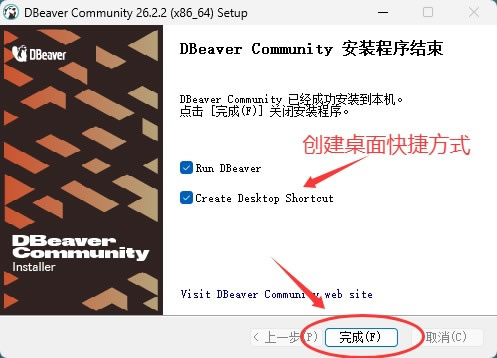 DBeaver Community 26.2.2 (x86_64) Setup
DBeaver
DBeaver Community 安装程序结束
DBeaver Community 已经成功安装到本机。
点击 [完成(F)] 关闭安装程序。
创建桌面快捷方式
Run DBeaver
Create Desktop Shortcut
DBeaver
Community
Installer
Visit DBeaver Community web site
< 上一步(P)
完成(F)
取消(C)